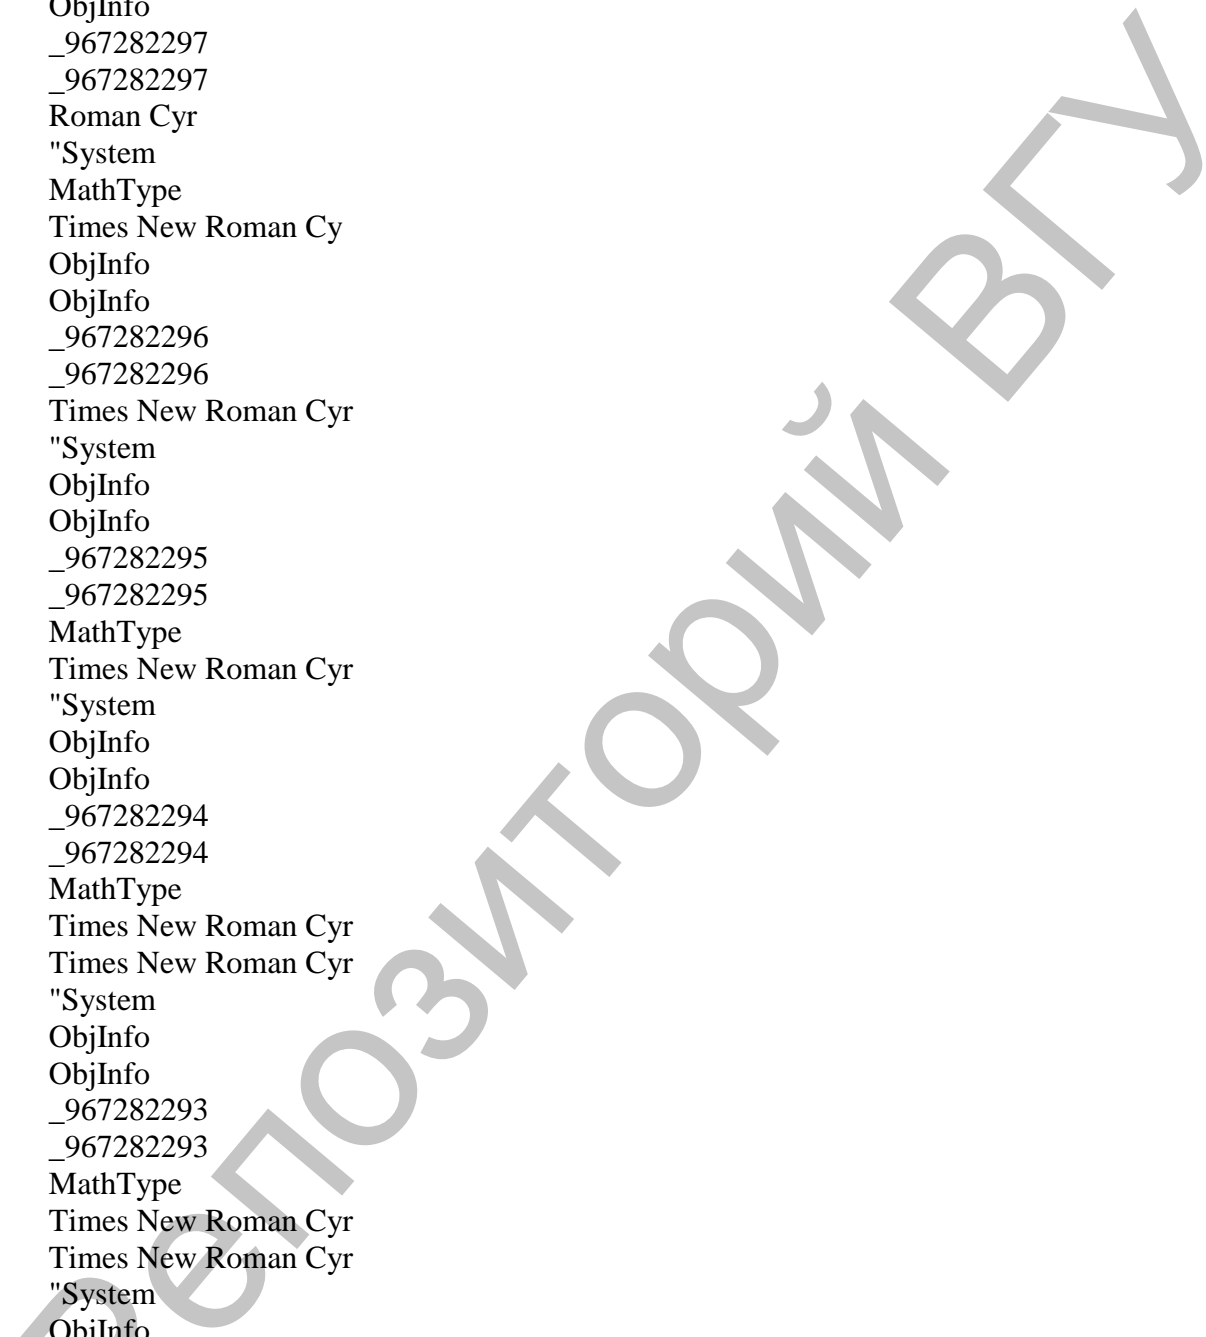 ObjInfo
_967282297
_967282297
Roman Cyr
"System
MathType
Times New Roman Cy
ObjInfo
ObjInfo
_967282296
_967282296
Times New Roman Cyr
"System
ObjInfo
ObjInfo
_967282295
_967282295
MathType
Times New Roman Cyr
"System
ObjInfo
ObjInfo
_967282294
_967282294
MathType
Times New Roman Cyr
Times New Roman Cyr
"System
ObjInfo
ObjInfo
_967282293
_967282293
MathType
Times New Roman Cyr
Times New Roman Cyr
"System
ObjInfo
Репозиторий ВГУ